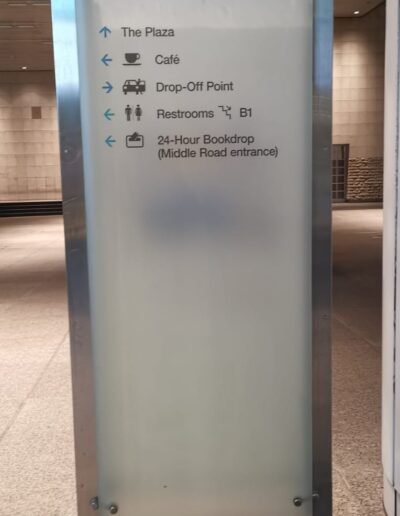 The Plaza
Café
Drop-Off Point
Restrooms B1
24-Hour Bookdrop
(Middle Road entrance)